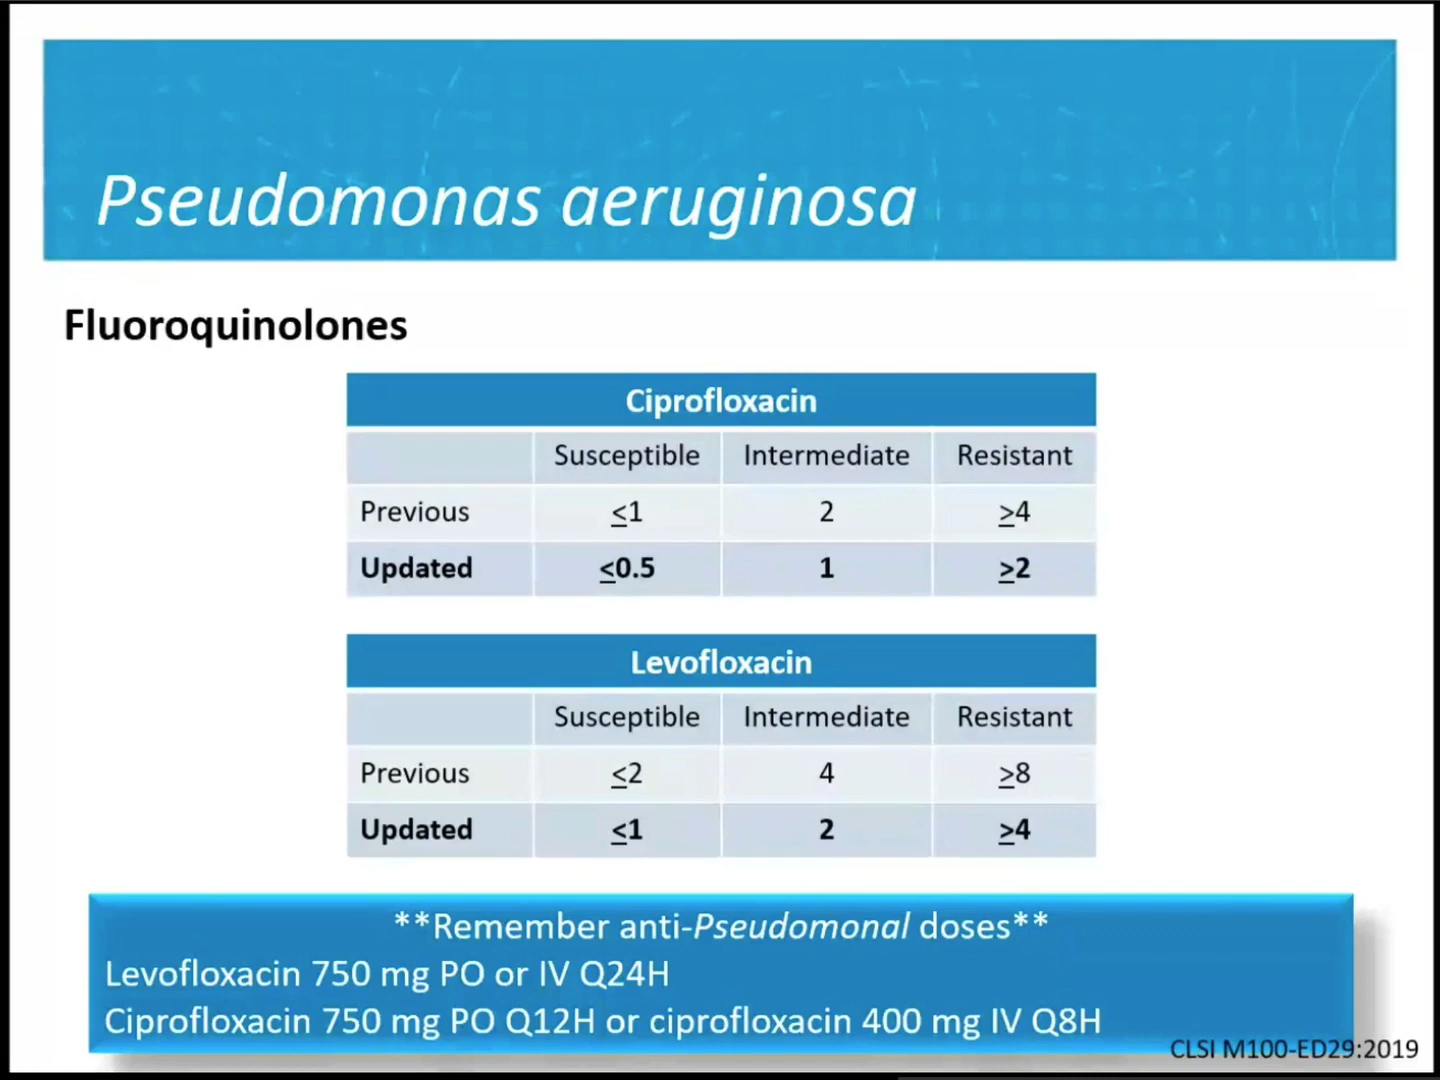 Pseudomonas aeruginosa
Fluoroquinolones
Ciprofloxacin
Susceptible Intermediate Resistant
Previous ≤1 2 ≥4
Updated ≤0.5 1 ≥2
Levofloxacin
Susceptible Intermediate Resistant
Previous ≤2 4 ≥8
Updated ≤1 2 ≥4
**Remember anti-Pseudomonal doses**
Levofloxacin 750 mg PO or IV Q24H
Ciprofloxacin 750 mg PO Q12H or ciprofloxacin 400 mg IV Q8H
CLSI M100-ED29:2019